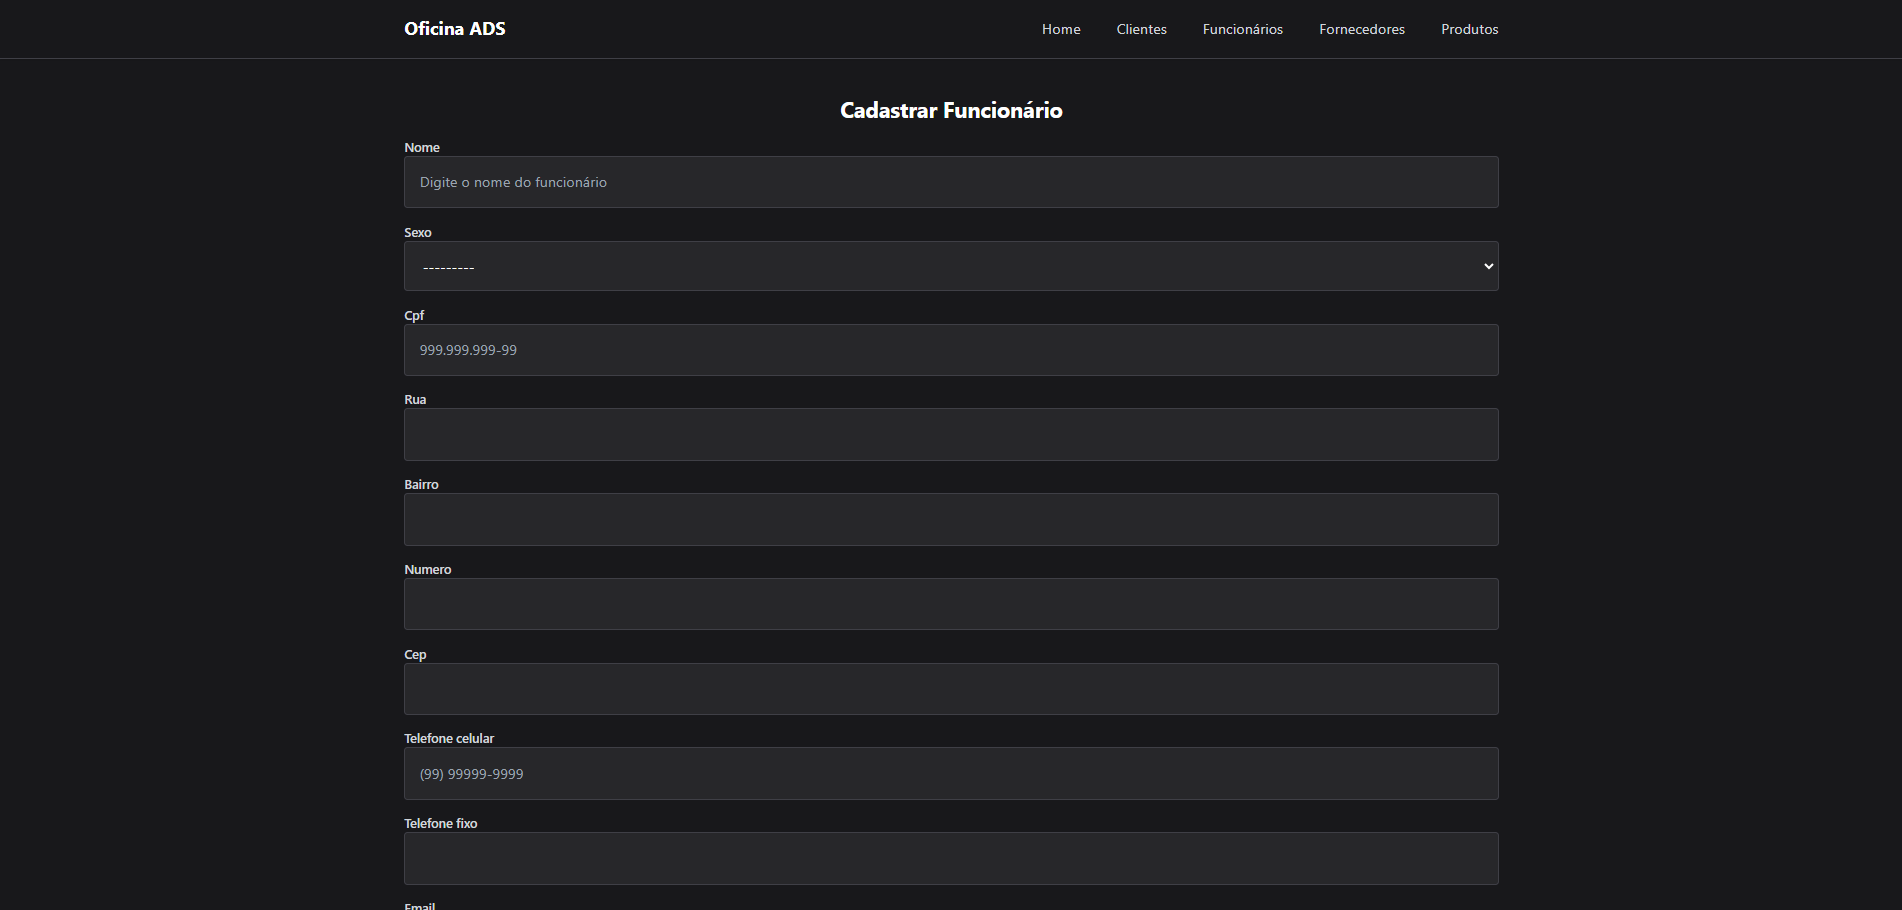 Oficina ADS
Home Clientes Funcionários Fornecedores Produtos
Cadastrar Funcionário
Nome
Digite o nome do funcionário
Sexo
---------
Cpf
999.999.999-99
Rua
Bairro
Numero
Cep
Telefone celular
(99) 99999-9999
Telefone fixo
Email